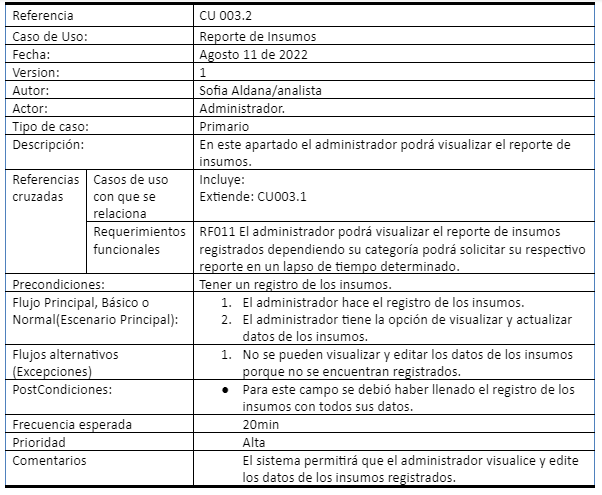 Referencia CU 003.2
Caso de Uso: Reporte de Insumos
Fecha: Agosto 11 de 2022
Version: 1
Autor: Sofia Aldana/analista
Actor: Administrador.
Tipo de caso: Primario
Descripción: En este apartado el administrador podrá visualizar el reporte de
insumos.
Referencias
cruzadas
Casos de uso
con que se
relaciona
Incluye:
Extiende: CU003.1
Requerimientos
funcionales
RF011 El administrador podrá visualizar el reporte de insumos
registrados dependiendo su categoría podrá solicitar su respectivo
reporte en un lapso de tiempo determinado.
Precondiciones: Tener un registro de los insumos.
Flujo Principal, Básico o
Normal(Escenario Principal):
1. El administrador hace el registro de los insumos.
2. El administrador tiene la opción de visualizar y actualizar
datos de los insumos.
Flujos alternativos
(Excepciones)
1. No se pueden visualizar y editar los datos de los insumos
porque no se encuentran registrados.
PostCondiciones:
● Para este campo se debió haber llenado el registro de los
insumos con todos sus datos.
Frecuencia esperada 20min
Prioridad Alta
Comentarios El sistema permitirá que el administrador visualice y edite
los datos de los insumos registrados.